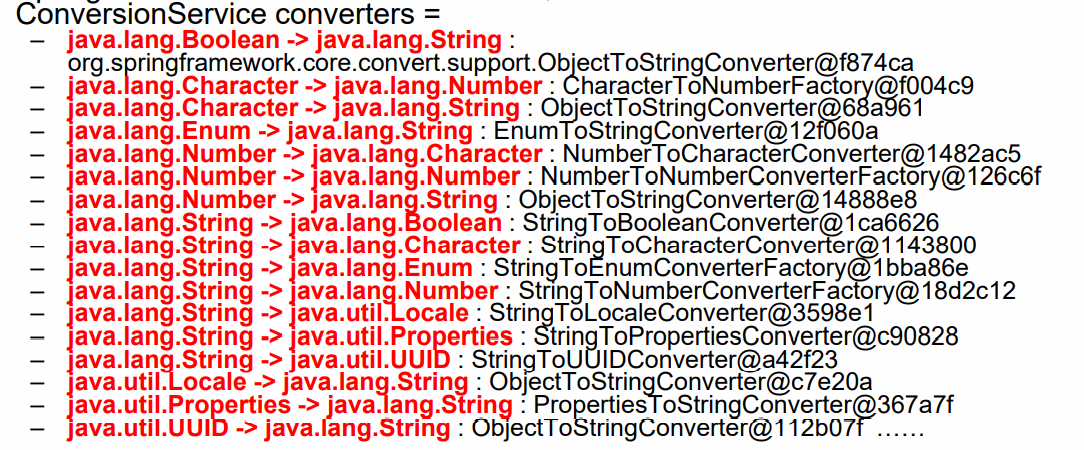 ConversionService converters =
– java.lang.Boolean -> java.lang.String :
org.springframework.core.convert.support.ObjectToStringConverter@f874ca
– java.lang.Character -> java.lang.Number : CharacterToNumberFactory@f004c9
– java.lang.Character -> java.lang.String : ObjectToStringConverter@68a961
– java.lang.Enum -> java.lang.String : EnumToStringConverter@12f060a
– java.lang.Number -> java.lang.Character : NumberToCharacterConverter@1482ac5
– java.lang.Number -> java.lang.Number : NumberToNumberConverterFactory@126c6f
– java.lang.Number -> java.lang.String : ObjectToStringConverter@14888e8
– java.lang.String -> java.lang.Boolean : StringToBooleanConverter@1ca6626
– java.lang.String -> java.lang.Character : StringToCharacterConverter@1143800
– java.lang.String -> java.lang.Enum : StringToEnumConverterFactory@1bba86e
– java.lang.String -> java.lang.Number : StringToNumberConverterFactory@18d2c12
– java.lang.String -> java.util.Locale : StringToLocaleConverter@3598e1
– java.lang.String -> java.util.Properties : StringToPropertiesConverter@c90828
– java.lang.String -> java.util.UUID : StringToUUIDConverter@a42f23
– java.util.Locale -> java.lang.String : ObjectToStringConverter@c7e20a
– java.util.Properties -> java.lang.String : PropertiesToStringConverter@367a7f
– java.util.UUID -> java.lang.String : ObjectToStringConverter@112b07f ……